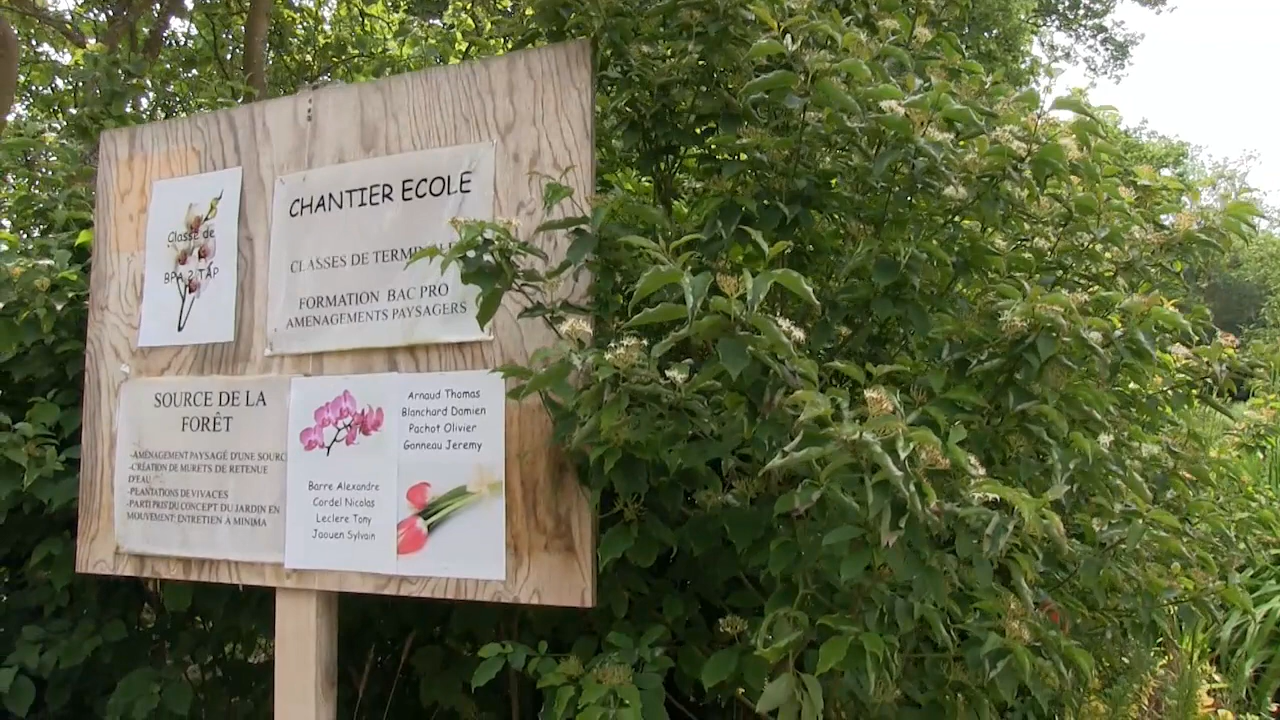 Classe de
BPA 2 TAP
CHANTIER ECOLE
CLASSES DE
FORMATION BAC PRO
AMENAGEMENTS PAYSAGERS
SOURCE DE LA
FORÊT
-AMENAGEMENT PAYSAGÉ D'UNE SOURC
-CRÉATION DE MURETS DE RETENUE
D'EAU
-PLANTATIONS DE VIVACES
-PARTI PRIS DU CONCEPT DU JARDIN EN
MOUVEMENT: ENTRETIEN A MINIMA
Arnaud Thomas
Blanchard Damien
Pachot Olivier
Ganneau Jeremy
Barre Alexandre
Cordel Nicolas
Leclere Tony
Jaouen Sylvain